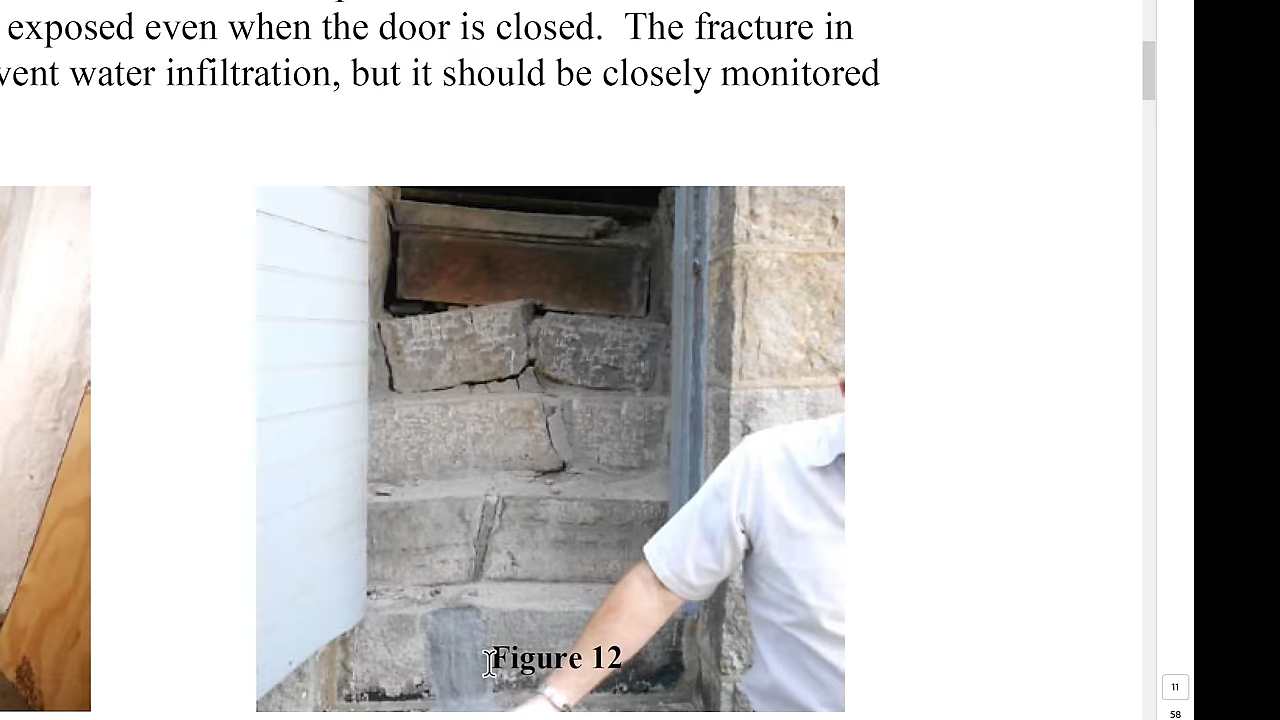 exposed even when the door is closed.  The fracture in
vent water infiltration, but it should be closely monitored
Figure 12
11
58